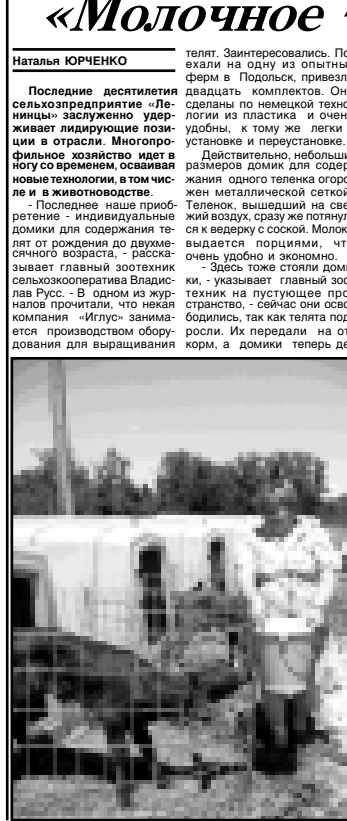 «Молочное
Наталья ЮРЧЕНКО
Последние десятилетия
сельхозпредприятие «Ле-
нинцы» заслуженно удер-
живает лидирующие пози-
ции в отрасли. Многопро-
фильное хозяйство идет в
ногу со временем, осваивая
новые технологии, в том чис-
ле и в животноводстве.
- Последнее наше приоб-
ретение - индивидуальные
домики для содержания те-
лят от рождения до двухме-
сячного возраста, - расска-
зывает главный зоотехник
сельхозкооператива Владис-
лав Русс. - В одном из жур-
налов прочитали, что некая
компания «Иглус» занима-
ется производством обору-
дования для выращивания
телят. Заинтересовались. По
ехали на одну из опытны
ферм в Подольск, привезл
двадцать комплектов. Он
сделаны по немецкой техно
логии из пластика и очен
удобны, к тому же легки
установке и переустановке.
Действительно, небольши
размеров домик для содер
жания одного теленка огоро
жен металлической сеткой
Теленок, вышедший на све
жий воздух, сразу же потянул
ся к ведерку с соской. Молок
выдается порциями, чт
очень удобно и экономно.
- Здесь тоже стояли доми
ки, - указывает главный зоо
техник на пустующее про
странство, - сейчас они осво
бодились, так как телята под
росли. Их передали на от
корм, а домики теперь де